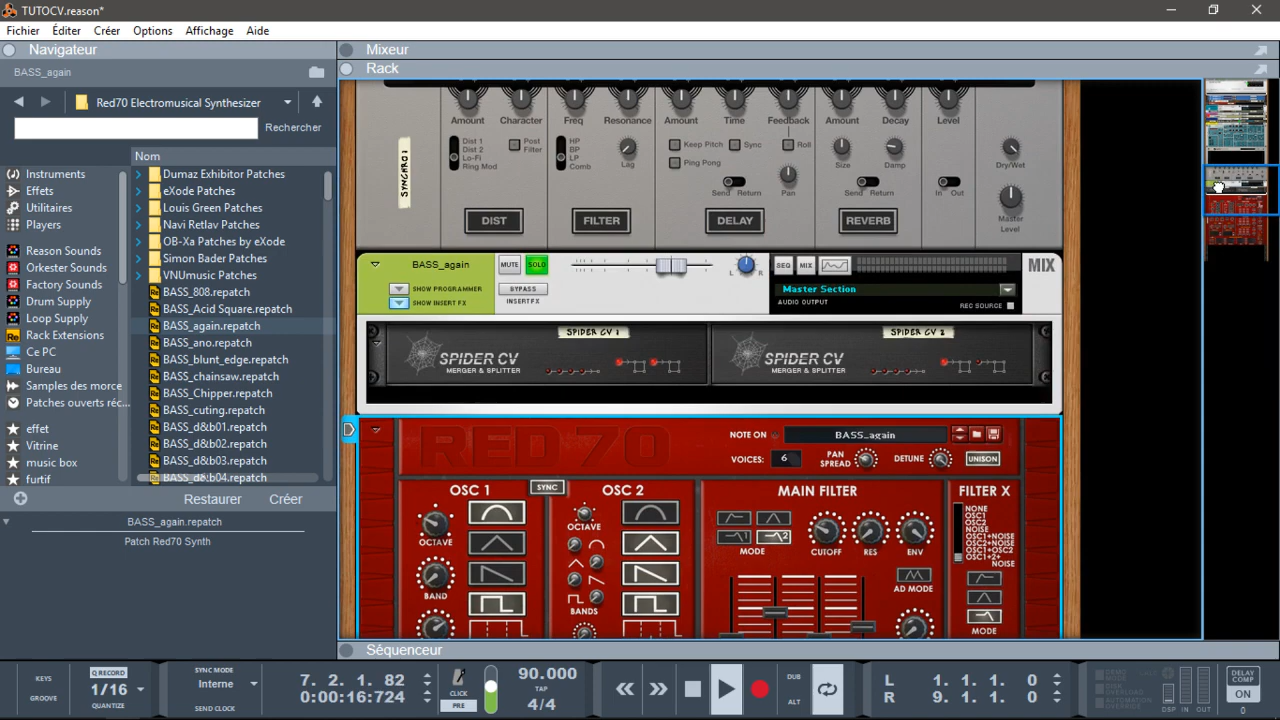 TUTOCV.reason*
Fichier Éditer Créer Options Affichage Aide
Navigateur
BASS_again
Red70 Electromusical Synthesizer
Rechercher
Nom
Instruments
Effets
Utilitaires
Players
Reason Sounds
Orkester Sounds
Factory Sounds
Drum Supply
Loop Supply
Rack Extensions
Ce PC
Bureau
Samples des morce
Patches ouverts réc...
effet
Vitrine
music box
furtif
Dumaz Exhibitor Patches
eXode Patches
Louis Green Patches
Navi Retlav Patches
OB-Xa Patches by eXode
Simon Bader Patches
VNUmusic Patches
BASS_808.repatch
BASS_Acid Square.repatch
BASS_again.repatch
BASS_ano.repatch
BASS_blunt_edge.repatch
BASS_chainsaw.repatch
BASS_Chipper.repatch
BASS_cuting.repatch
BASS_d&b01.repatch
BASS_d&b02.repatch
BASS_d&b03.repatch
BASS_d&b04.repatch
Restaurer Créer
BASS_again.repatch
Patch Red70 Synth
Mixeur
Rack
Amount Character Freq Resonance Amount Time Feedback Amount Decay Level
SYNCRO1
Dist 1
Dist 2
Lo-Fi
Ring Mod
Post
Filter
HP
BP
LP
Comb
Lag
Keep Pitch Sync Roll
Ping Pong
Pan
Send Return
Size Damp
Send Return
In Out
Dry/Wet
Master
Level
DIST FILTER DELAY REVERB
BASS_again
MUTE SOLO
L R
SEQ MIX
MIX
SHOW PROGRAMMER
SHOW INSERT FX
BYPASS
INSERT FX
Master Section
AUDIO OUTPUT
REC SOURCE
SPIDER CV 1
SPIDER CV
MERGER & SPLITTER
SPIDER CV 2
SPIDER CV
MERGER & SPLITTER
RED 70
NOTE ON
BASS_again
VOICES: 6
PAN
SPREAD
DETUNE
UNISON
OSC 1
SYNC
OSC 2
MAIN FILTER
FILTER X
OCTAVE
BAND
OCTAVE
BANDS
MODE
CUTOFF RES ENV
AD MODE
NONE
OSC1
OSC2
NOISE
OSC1+NOISE
OSC2+NOISE
OSC1+OSC2
OSC1+2+
NOISE
MODE
Séquenceur
KEYS
GROOVE
Q RECORD
1/16
QUANTIZE
SYNC MODE
Interne
SEND CLOCK
7. 2. 1. 82
0:00:16:724
CLICK
PRE
90.000
TAP
4/4
DUB
ALT
L 1. 1. 1. 0
R 9. 1. 1. 0
DSP IN OUT
DELAY
COMP
ON
0